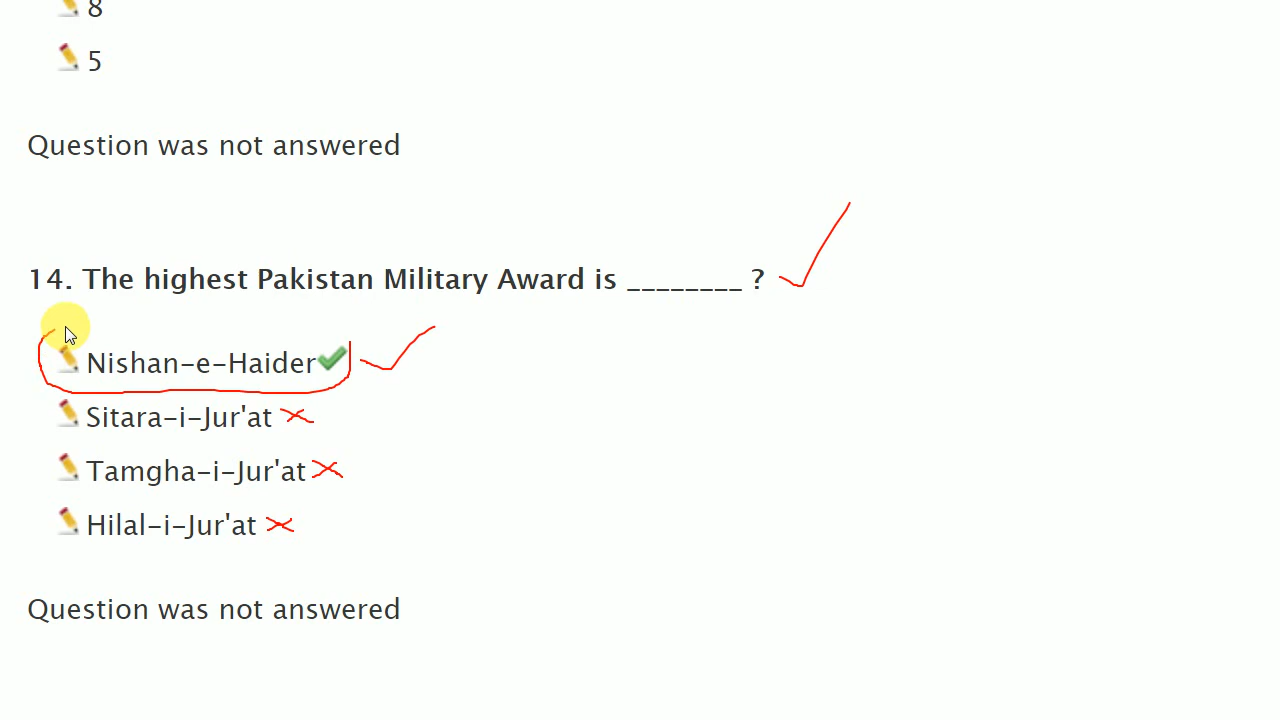 8
5
Question was not answered
14. The highest Pakistan Military Award is ________ ?
Nishan-e-Haider
Sitara-i-Jur'at
Tamgha-i-Jur'at
Hilal-i-Jur'at
Question was not answered